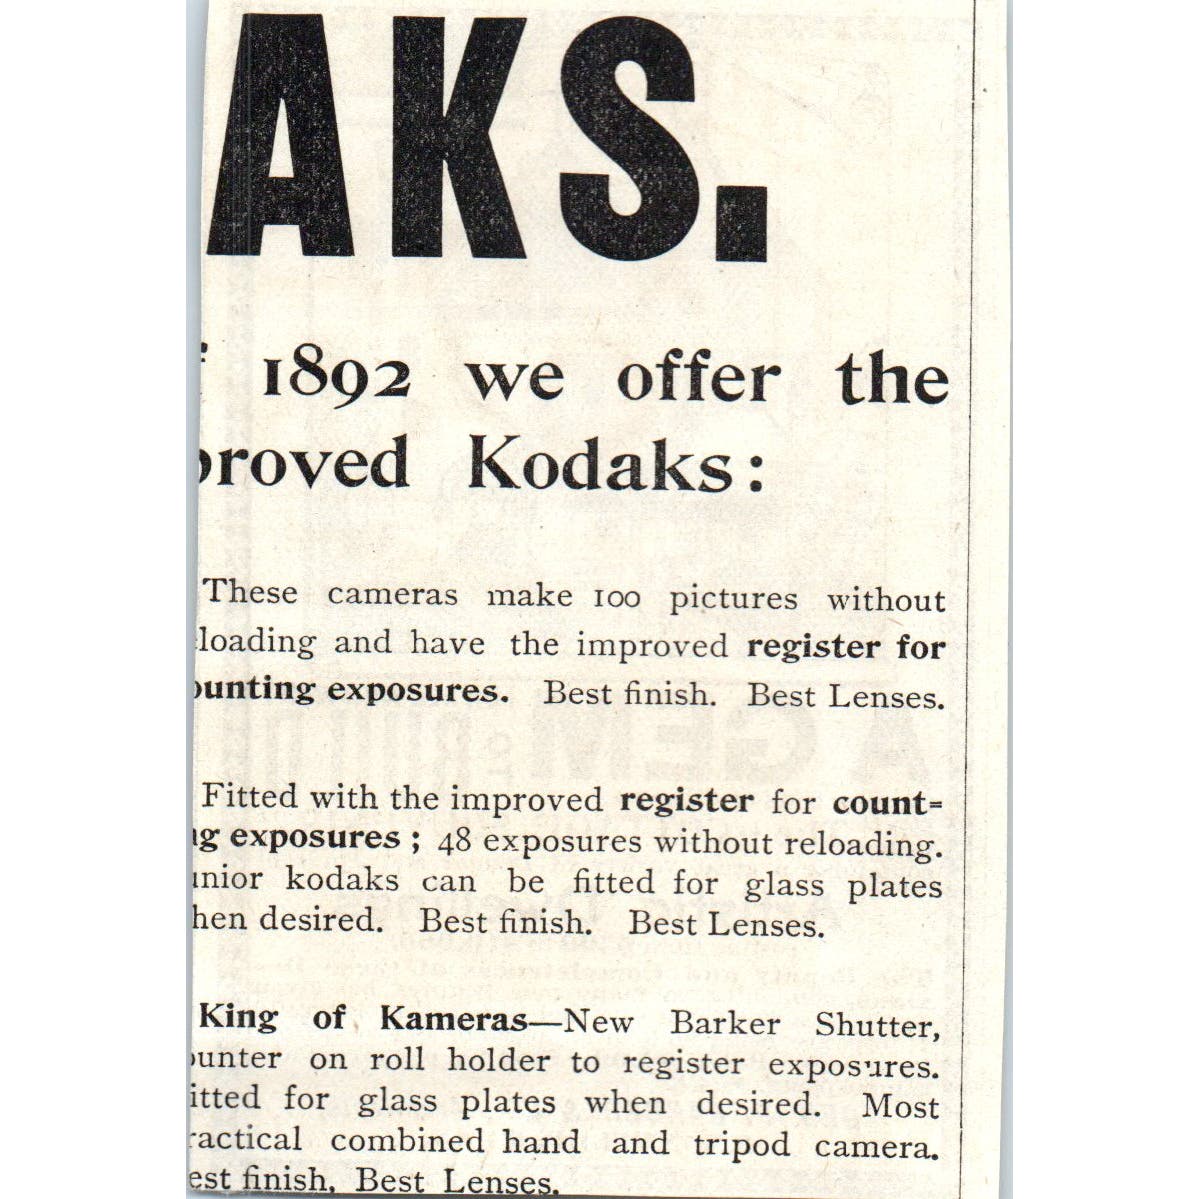 AKS.
f 1892 we offer the
proved Kodaks:
These cameras make 100 pictures without
loading and have the improved register for
ounting exposures. Best finish. Best Lenses.
Fitted with the improved register for count=
ng exposures; 48 exposures without reloading.
unior kodaks can be fitted for glass plates
hen desired. Best finish. Best Lenses.
King of Kameras—New Barker Shutter,
ounter on roll holder to register exposures.
itted for glass plates when desired. Most
ractical combined hand and tripod camera.
est finish, Best Lenses.